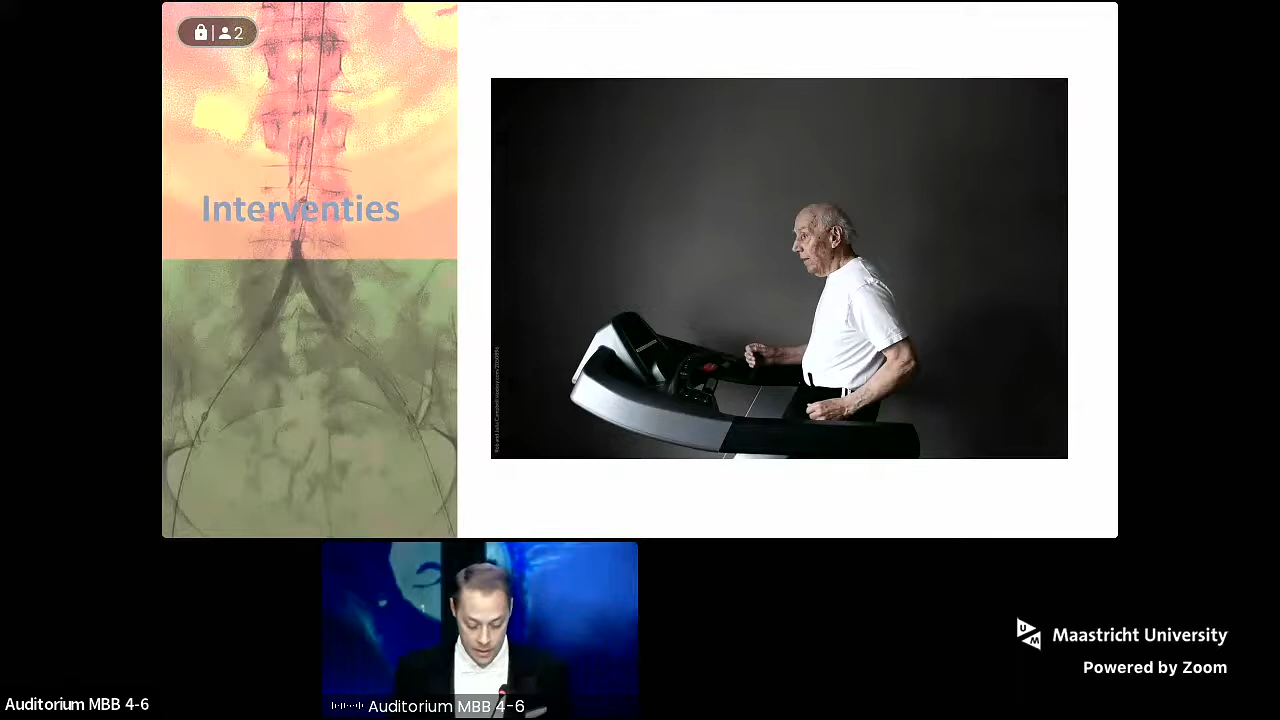 2
Interventies
Maastricht University
Powered by Zoom
Auditorium MBB 4-6
Auditorium MBB 4-6